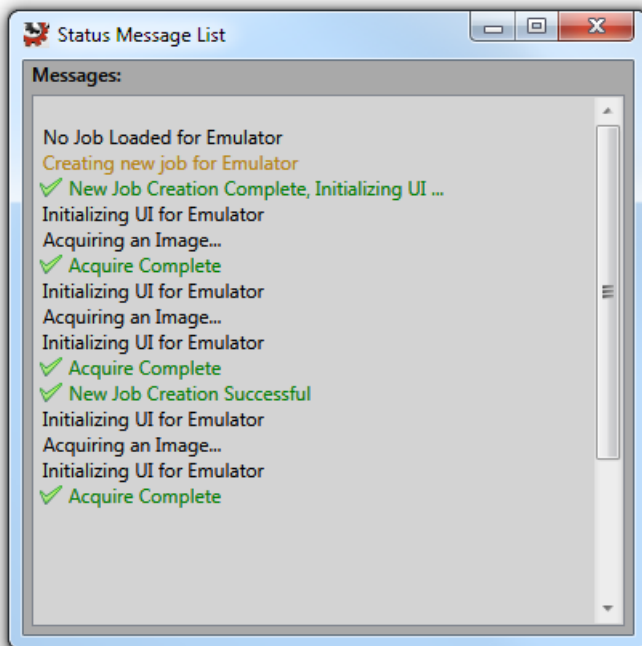 Status Message List
Messages:
No Job Loaded for Emulator
Creating new job for Emulator
New Job Creation Complete, Initializing UI ...
Initializing UI for Emulator
Acquiring an Image...
Acquire Complete
Initializing UI for Emulator
Acquiring an Image...
Initializing UI for Emulator
Acquire Complete
New Job Creation Successful
Initializing UI for Emulator
Acquiring an Image...
Initializing UI for Emulator
Acquire Complete